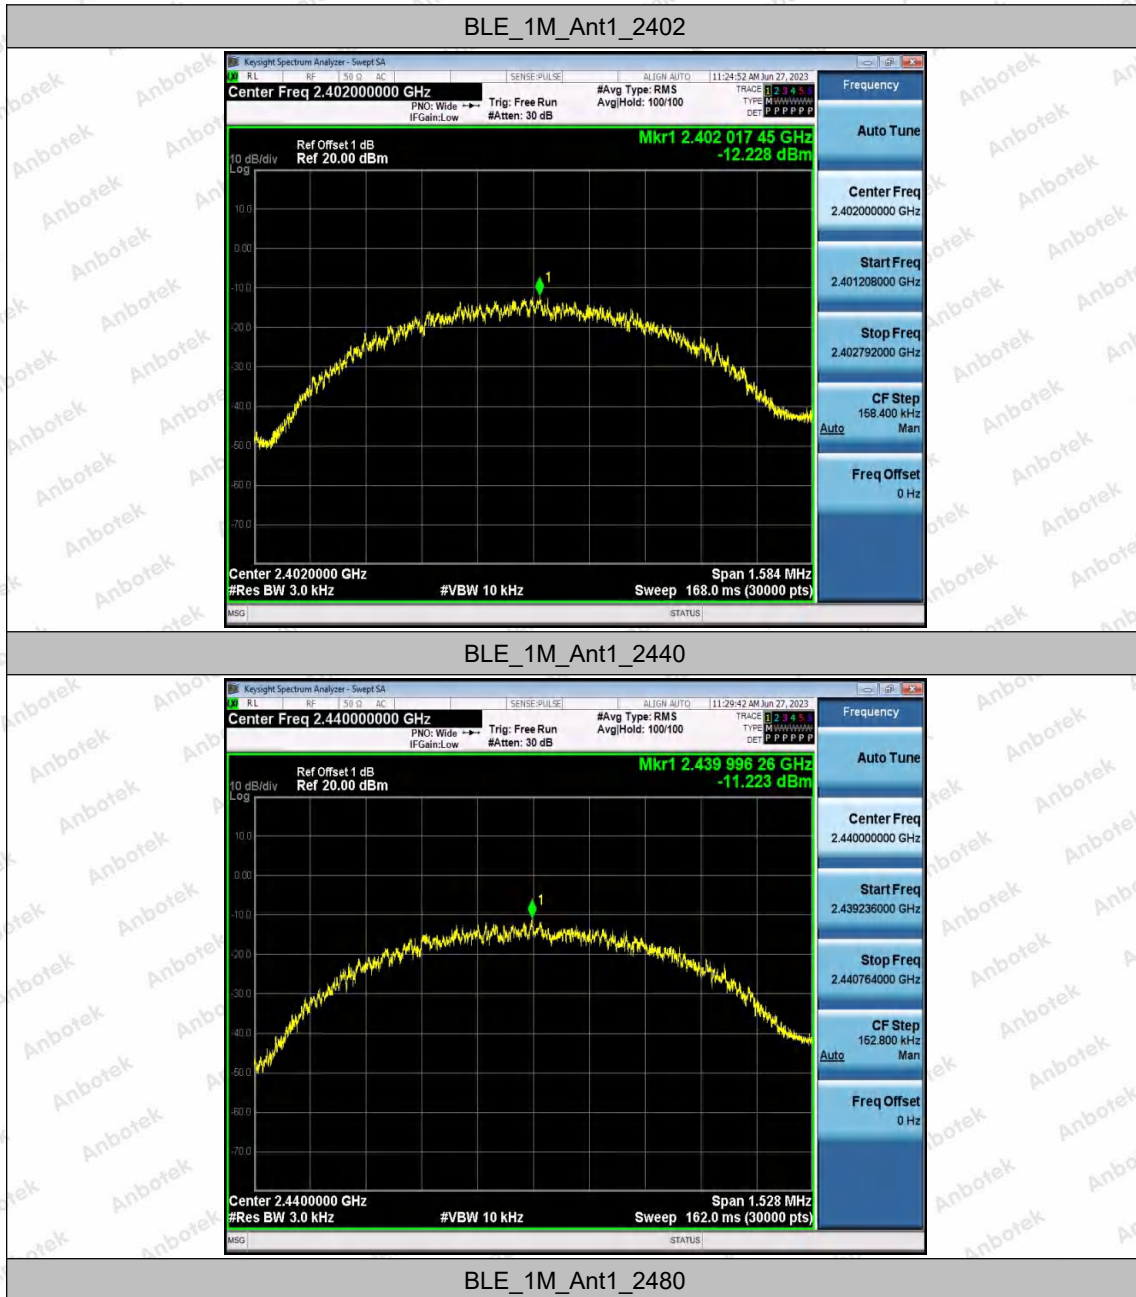 BLE_1M_Ant1_2402
Keysight Spectrum Analyzer - Swept SA
RL RF 50 Ω AC SENSE:PULSE ALIGN AUTO 11:24:52 AM Jun 27, 2023
Center Freq 2.402000000 GHz
PNO: Wide
IFGain:Low
Trig: Free Run
#Atten: 30 dB
#Avg Type: RMS
Avg|Hold: 100/100
TRACE 1 2 3 4 5 6
TYPE M WWWWW
DET P P P P P P
Frequency
Auto Tune
Center Freq
2.402000000 GHz
Start Freq
2.401208000 GHz
Stop Freq
2.402792000 GHz
CF Step
158.400 kHz
Auto Man
Freq Offset
0 Hz
Mkr1 2.402 017 45 GHz
-12.228 dBm
Ref Offset 1 dB
10 dB/div Ref 20.00 dBm
Log
10.0
0.00
-10.0
-20.0
-30.0
-40.0
-50.0
-60.0
-70.0
1
Center 2.4020000 GHz Span 1.584 MHz
#Res BW 3.0 kHz #VBW 10 kHz Sweep 168.0 ms (30000 pts)
MSG STATUS
BLE_1M_Ant1_2440
Keysight Spectrum Analyzer - Swept SA
RL RF 50 Ω AC SENSE:PULSE ALIGN AUTO 11:29:42 AM Jun 27, 2023
Center Freq 2.440000000 GHz
PNO: Wide
IFGain:Low
Trig: Free Run
#Atten: 30 dB
#Avg Type: RMS
Avg|Hold: 100/100
TRACE 1 2 3 4 5 6
TYPE M WWWWW
DET P P P P P P
Frequency
Auto Tune
Center Freq
2.440000000 GHz
Start Freq
2.439236000 GHz
Stop Freq
2.440764000 GHz
CF Step
152.800 kHz
Auto Man
Freq Offset
0 Hz
Mkr1 2.439 996 26 GHz
-11.223 dBm
Ref Offset 1 dB
10 dB/div Ref 20.00 dBm
Log
10.0
0.00
-10.0
-20.0
-30.0
-40.0
-50.0
-60.0
-70.0
1
Center 2.4400000 GHz Span 1.528 MHz
#Res BW 3.0 kHz #VBW 10 kHz Sweep 162.0 ms (30000 pts)
MSG STATUS
BLE_1M_Ant1_2480
Anbotek